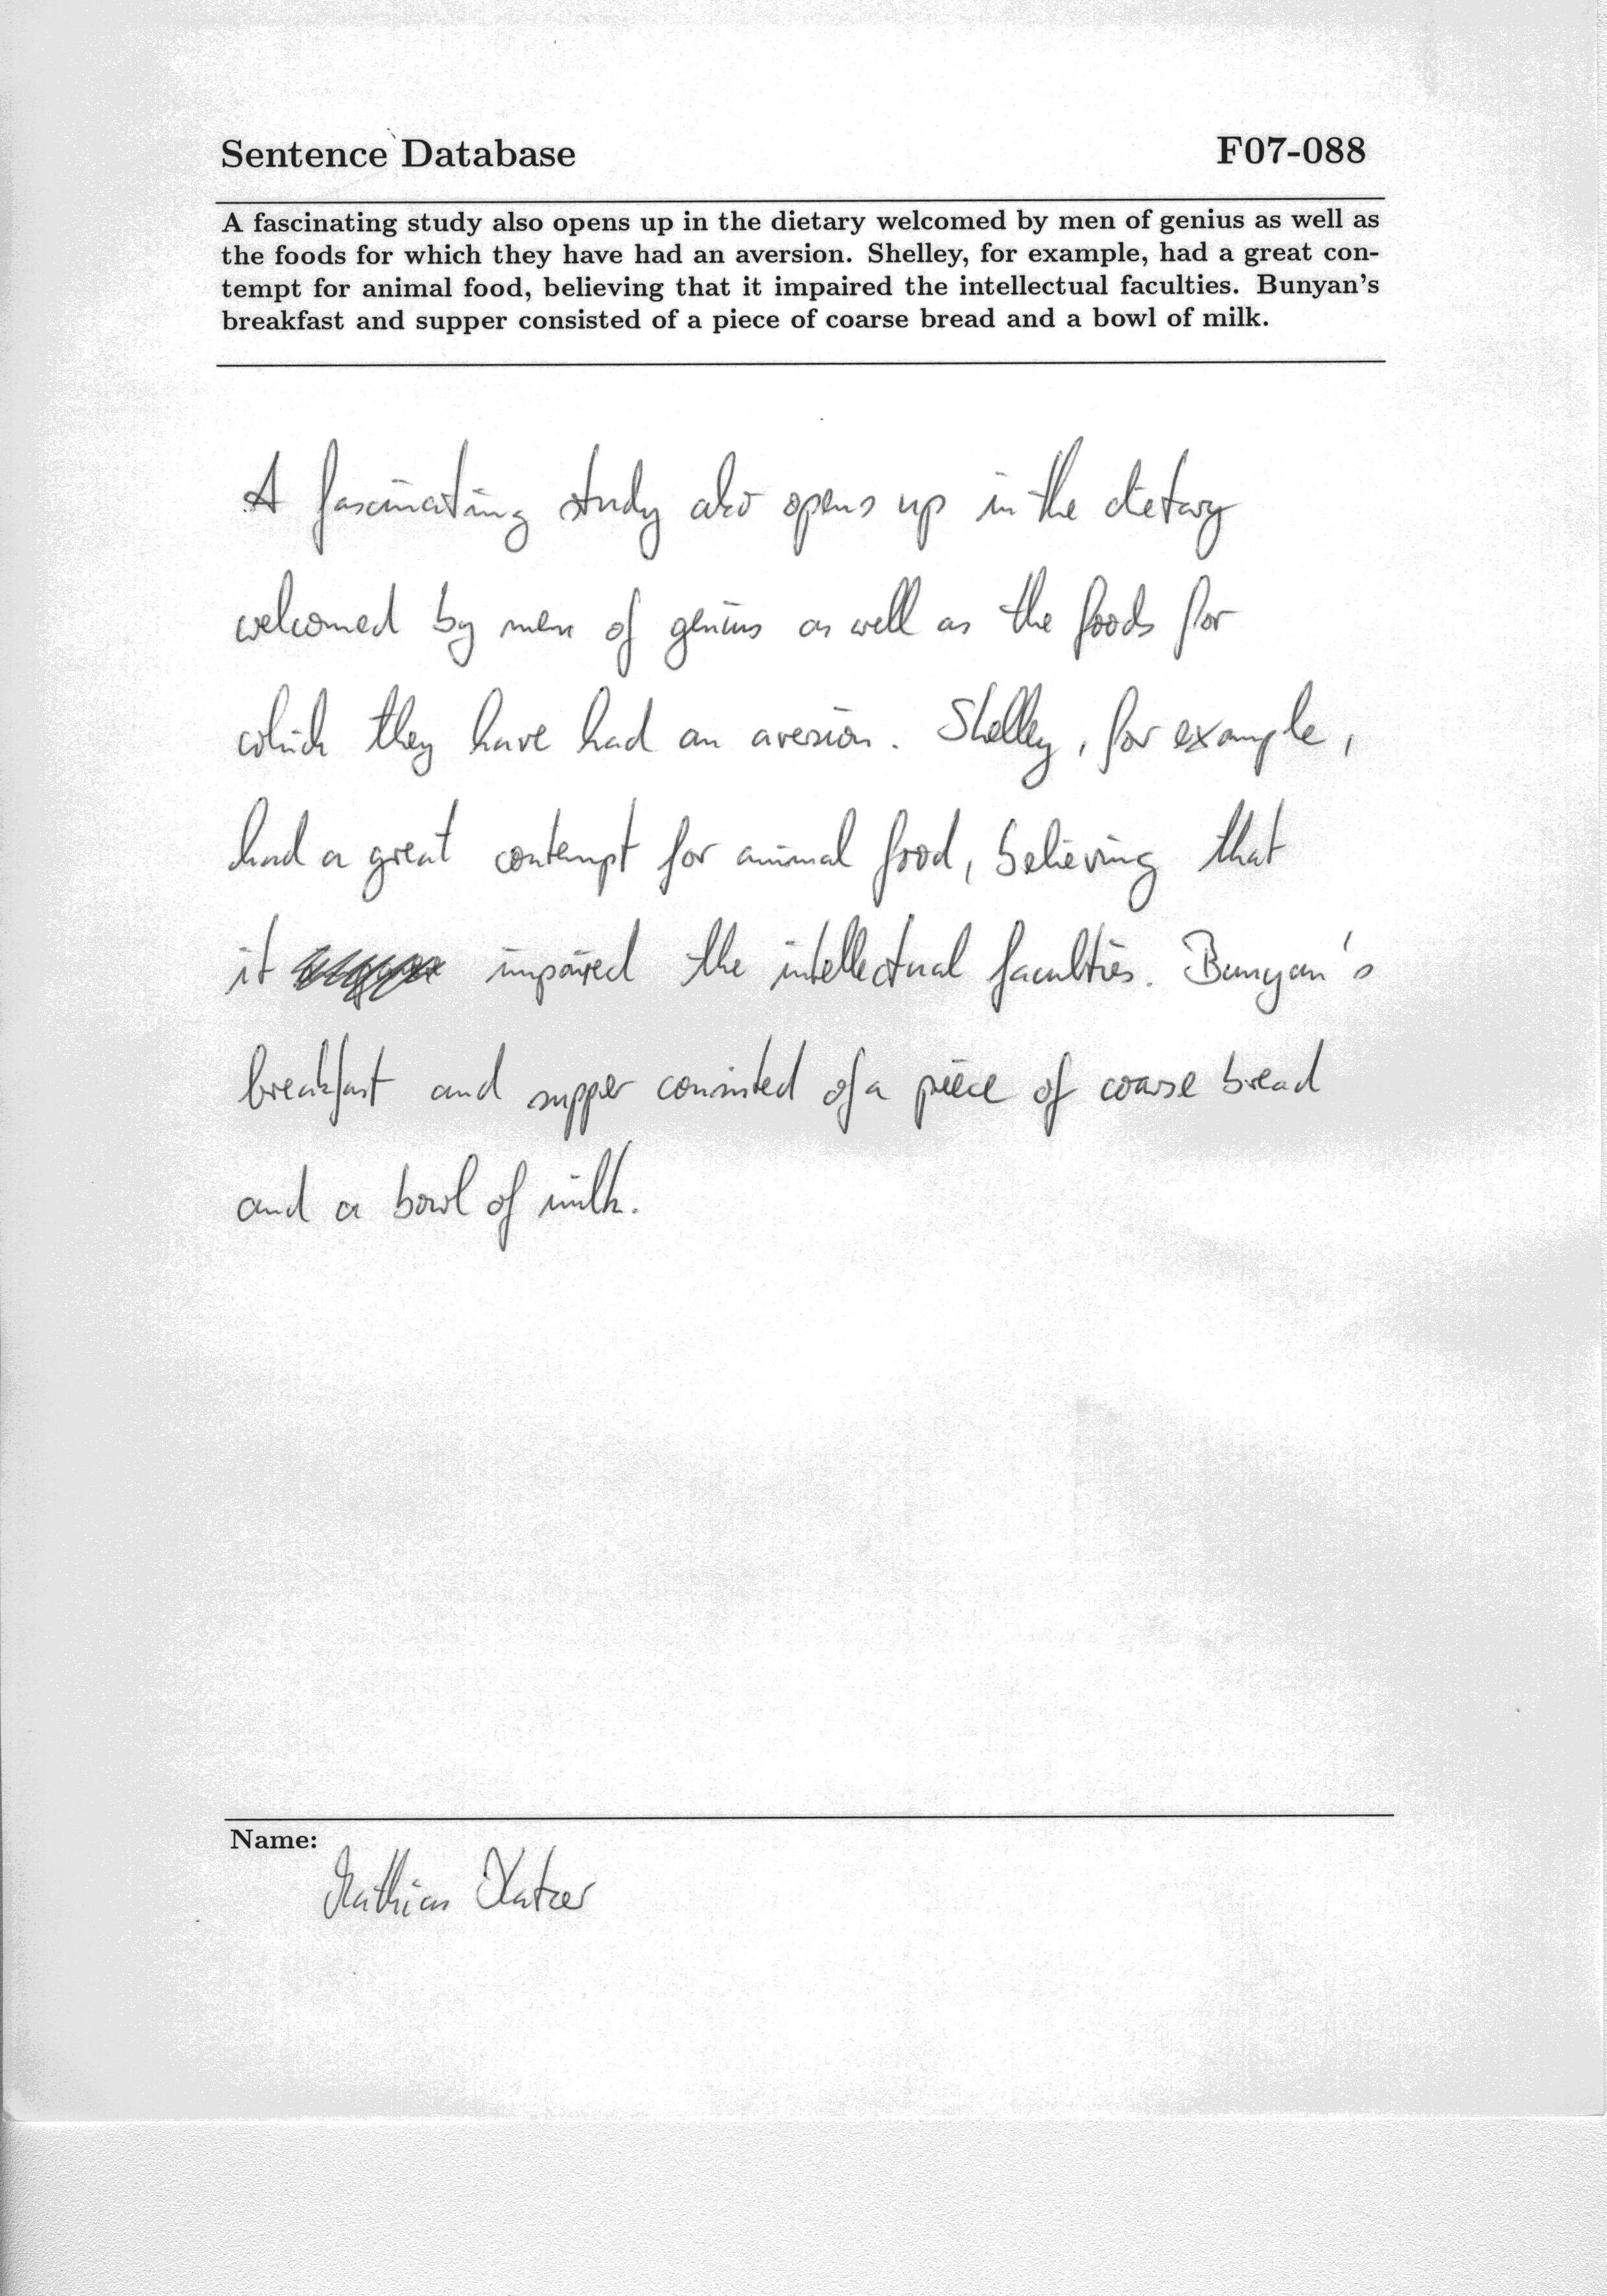 Sentence Database F07-088
A fascinating study also opens up in the dietary welcomed by men of genius as well as
the foods for which they have had an aversion. Shelley, for example, had a great con-
tempt for animal food, believing that it impaired the intellectual faculties. Bunyan's
breakfast and supper consisted of a piece of coarse bread and a bowl of milk.
A fascinating study also opens up in the dietary
welcomed by men of genius as well as the foods for
which they have had an aversion. Shelley, for example,
had a great contempt for animal food, believing that
it impaired the intellectual faculties. Bunyan's
breakfast and supper consisted of a piece of coarse bread
and a bowl of milk.
Name:
Mathias